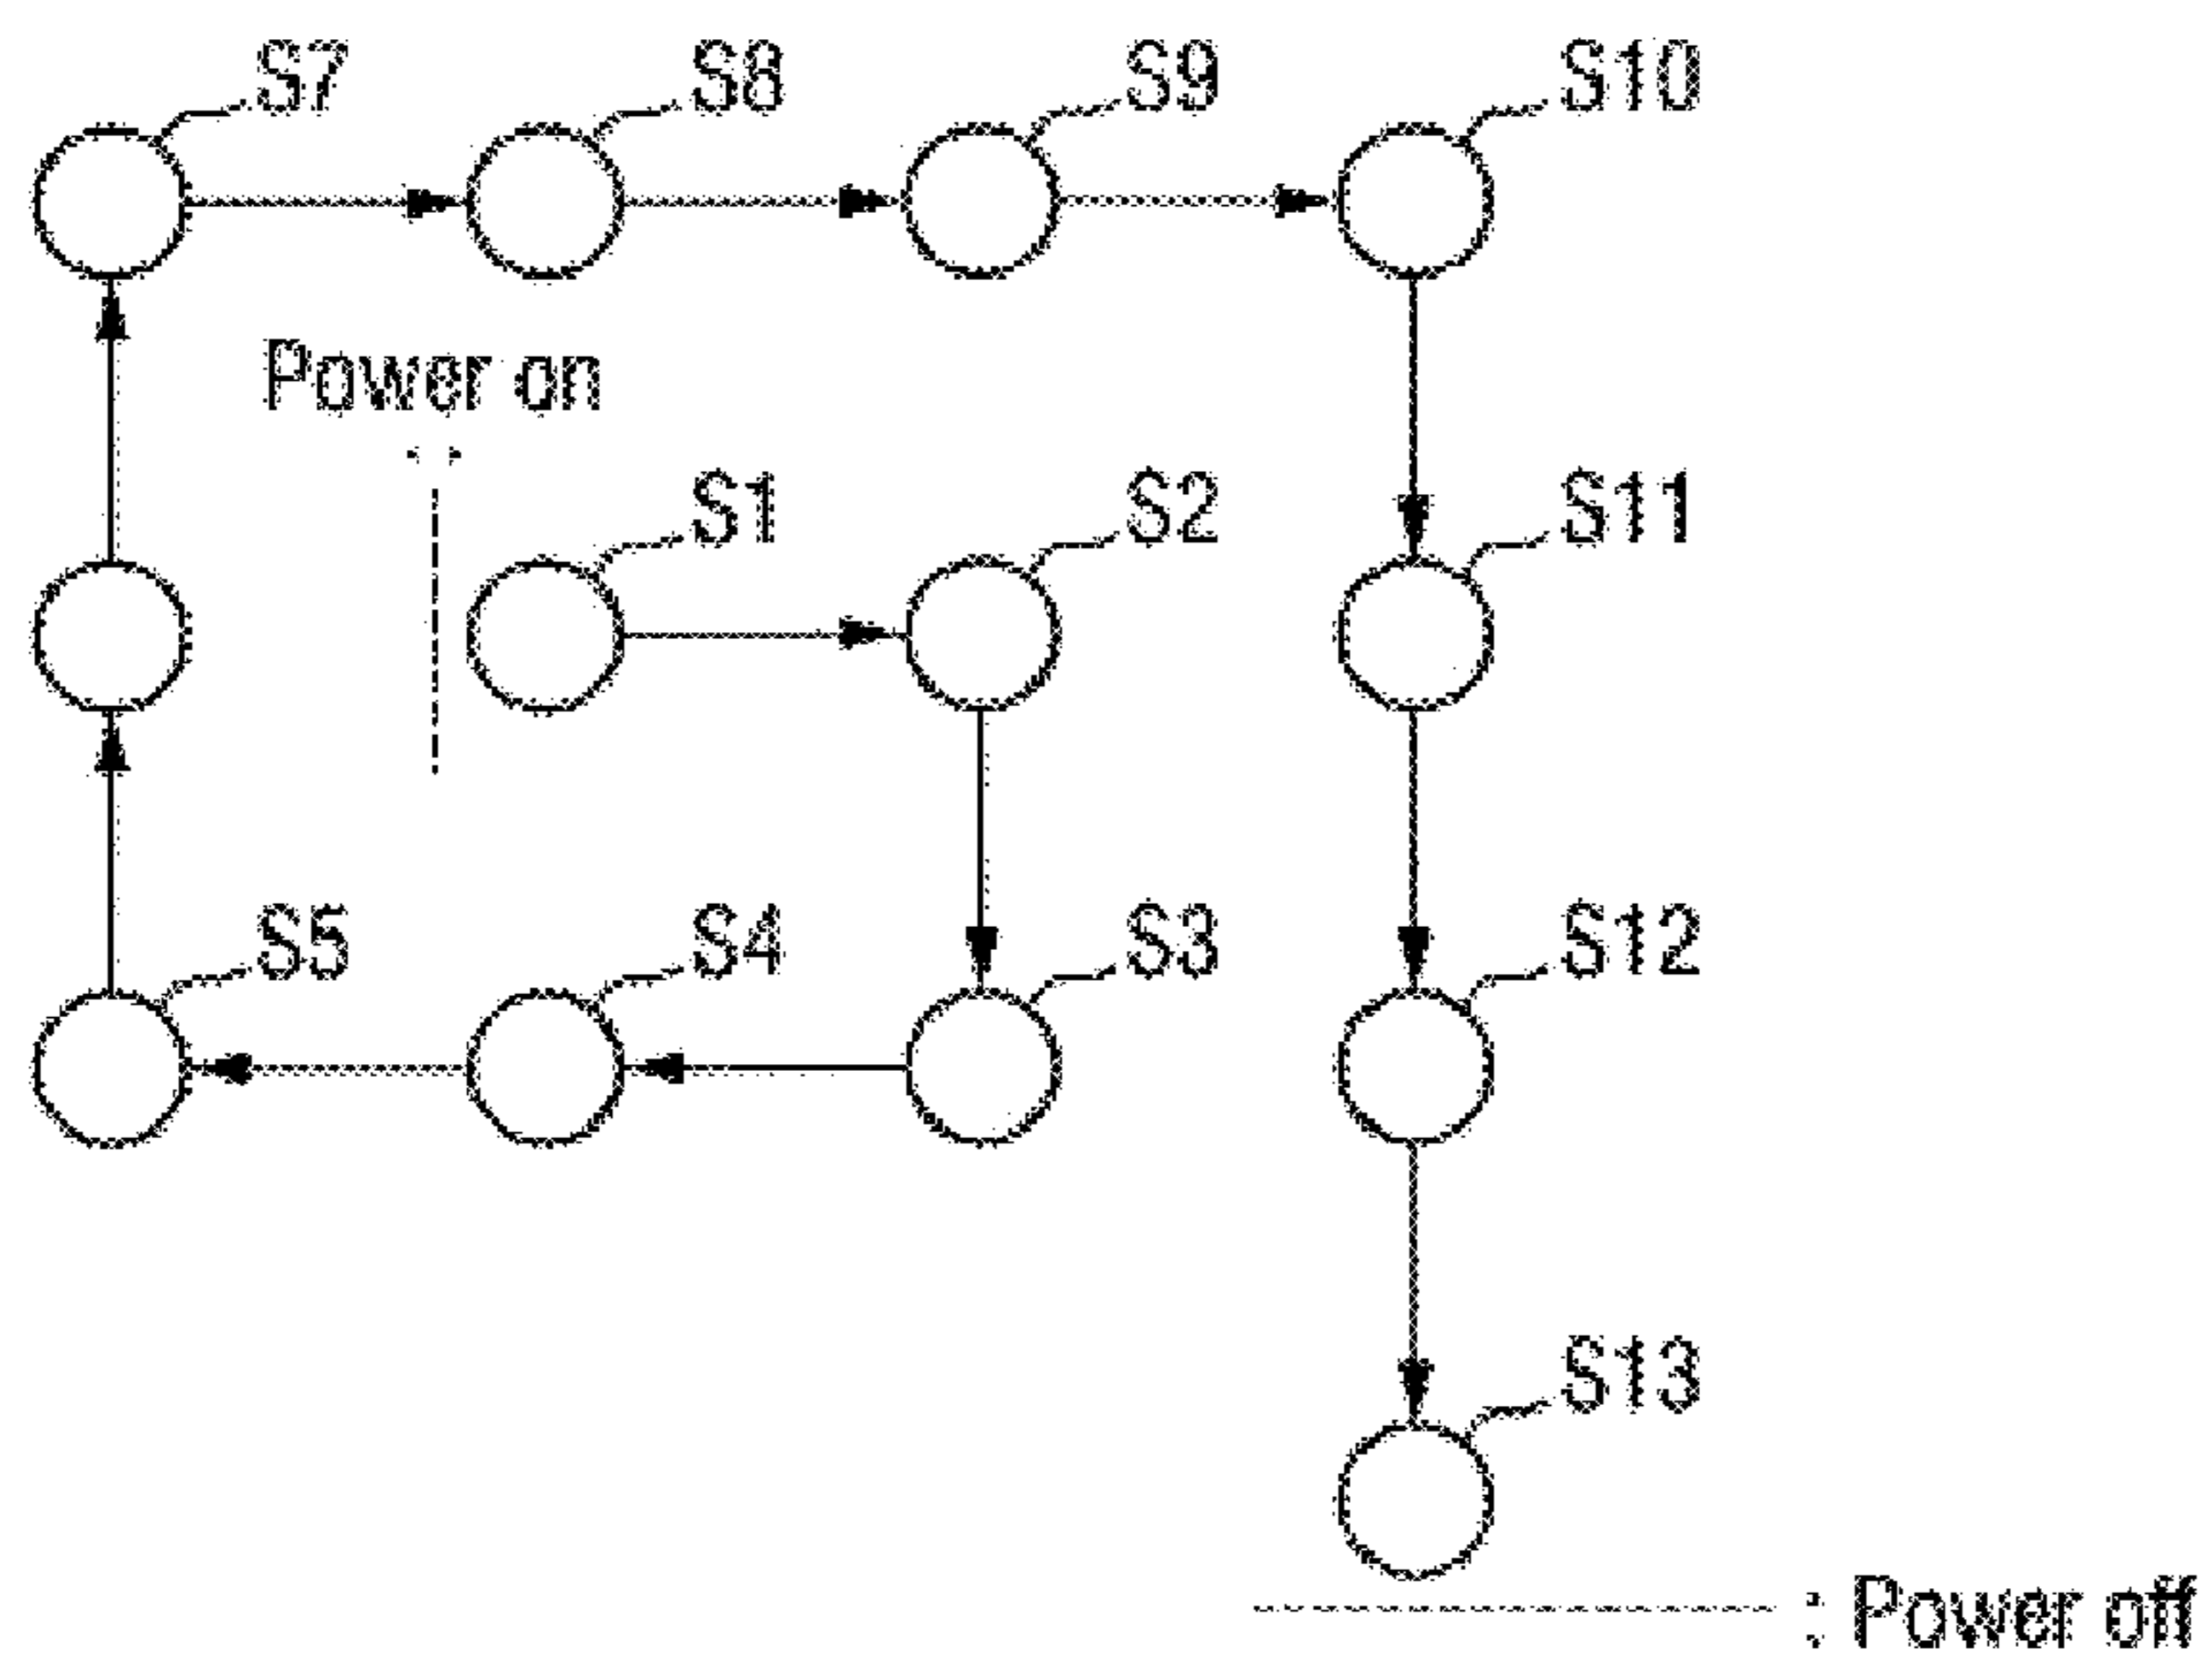 S7 S8 S9 S10
Power on
S1 S2 S11
S5 S4 S3 S12
S13
: Power off